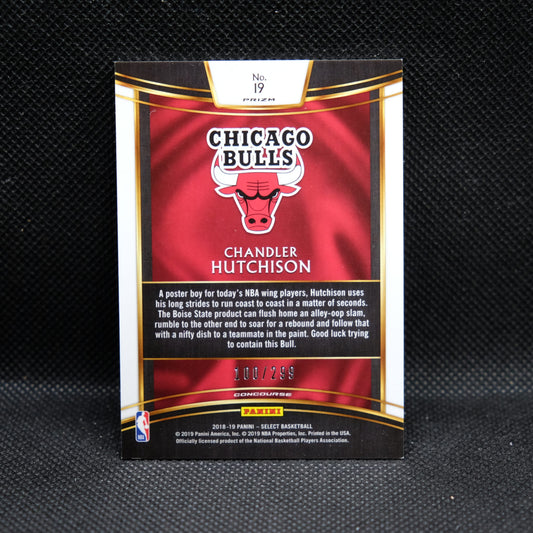 No.
19
PRIZM
CHICAGO
BULLS
CHANDLER
HUTCHISON
A poster boy for today's NBA wing players, Hutchison uses
his long strides to run coast to coast in a matter of seconds.
The Boise State product can flush home an alley-oop slam,
rumble to the other end to soar for a rebound and follow that
with a nifty dish to a teammate in the paint. Good luck trying
to contain this Bull.
100/299
CONCOURSE
PANINI
NBA
2018-19 PANINI – SELECT BASKETBALL
© 2019 Panini America, Inc. © 2019 NBA Properties, Inc. Printed in the USA.
Officially licensed product of the National Basketball Players Association.